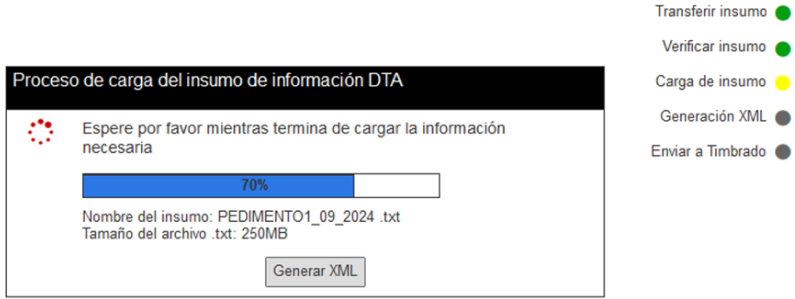 Transferir insumo
Verificar insumo
Carga de insumo
Generación XML
Enviar a Timbrado
Proceso de carga del insumo de información DTA
Espere por favor mientras termina de cargar la información
necesaria
70%
Nombre del insumo: PEDIMENTO1_09_2024 .txt
Tamaño del archivo .txt: 250MB
Generar XML